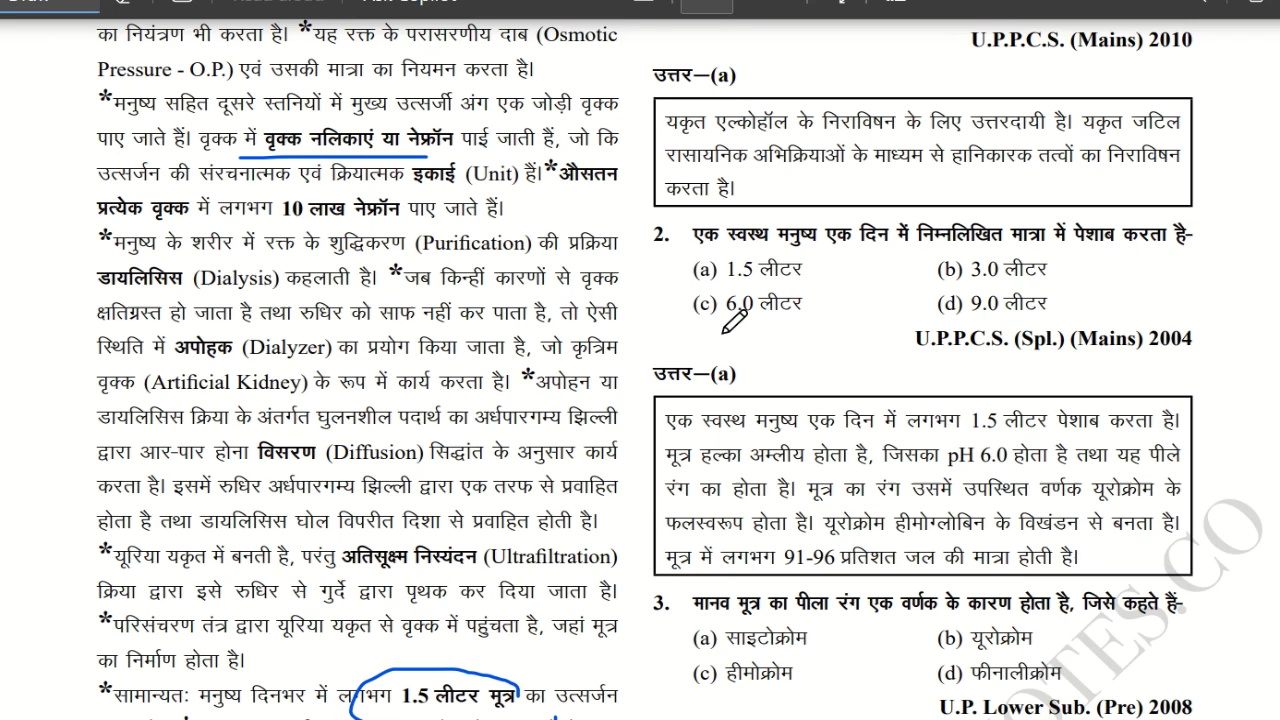 का नियंत्रण भी करता है। *यह रक्त के परासरणीय दाब (Osmotic
Pressure - O.P.) एवं उसकी मात्रा का नियमन करता है।
*मनुष्य सहित दूसरे स्तनियों में मुख्य उत्सर्जी अंग एक जोड़ी वृक्क
पाए जाते हैं। वृक्क में वृक्क नलिकाएं या नेफ्रॉन पाई जाती हैं, जो कि
उत्सर्जन की संरचनात्मक एवं क्रियात्मक इकाई (Unit) हैं।*औसतन
प्रत्येक वृक्क में लगभग 10 लाख नेफ्रॉन पाए जाते हैं।
*मनुष्य के शरीर में रक्त के शुद्धिकरण (Purification) की प्रक्रिया
डायलिसिस (Dialysis) कहलाती है। *जब किन्हीं कारणों से वृक्क
क्षतिग्रस्त हो जाता है तथा रुधिर को साफ नहीं कर पाता है, तो ऐसी
स्थिति में अपोहक (Dialyzer) का प्रयोग किया जाता है, जो कृत्रिम
वृक्क (Artificial Kidney) के रूप में कार्य करता है। *अपोहन या
डायलिसिस क्रिया के अंतर्गत घुलनशील पदार्थ का अर्धपारगम्य झिल्ली
द्वारा आर-पार होना विसरण (Diffusion) सिद्धांत के अनुसार कार्य
करता है। इसमें रुधिर अर्धपारगम्य झिल्ली द्वारा एक तरफ से प्रवाहित
होता है तथा डायलिसिस घोल विपरीत दिशा से प्रवाहित होती है।
*यूरिया यकृत में बनती है, परंतु अतिसूक्ष्म निस्यंदन (Ultrafiltration)
क्रिया द्वारा इसे रुधिर से गुर्दे द्वारा पृथक कर दिया जाता है।
*परिसंचरण तंत्र द्वारा यूरिया यकृत से वृक्क में पहुंचता है, जहां मूत्र
का निर्माण होता है।
*सामान्यतः मनुष्य दिनभर में लगभग 1.5 लीटर मूत्र का उत्सर्जन
U.P.P.C.S. (Mains) 2010
उत्तर—(a)
यकृत एल्कोहॉल के निराविषन के लिए उत्तरदायी है। यकृत जटिल
रासायनिक अभिक्रियाओं के माध्यम से हानिकारक तत्वों का निराविषन
करता है।
2. एक स्वस्थ मनुष्य एक दिन में निम्नलिखित मात्रा में पेशाब करता है-
(a) 1.5 लीटर (b) 3.0 लीटर
(c) 6.0 लीटर (d) 9.0 लीटर
U.P.P.C.S. (Spl.) (Mains) 2004
उत्तर—(a)
एक स्वस्थ मनुष्य एक दिन में लगभग 1.5 लीटर पेशाब करता है।
मूत्र हल्का अम्लीय होता है, जिसका pH 6.0 होता है तथा यह पीले
रंग का होता है। मूत्र का रंग उसमें उपस्थित वर्णक यूरोक्रोम के
फलस्वरूप होता है। यूरोक्रोम हीमोग्लोबिन के विखंडन से बनता है।
मूत्र में लगभग 91-96 प्रतिशत जल की मात्रा होती है।
3. मानव मूत्र का पीला रंग एक वर्णक के कारण होता है, जिसे कहते हैं-
(a) साइटोक्रोम (b) यूरोक्रोम
(c) हीमोक्रोम (d) फीनालीक्रोम
U.P. Lower Sub. (Pre) 2008